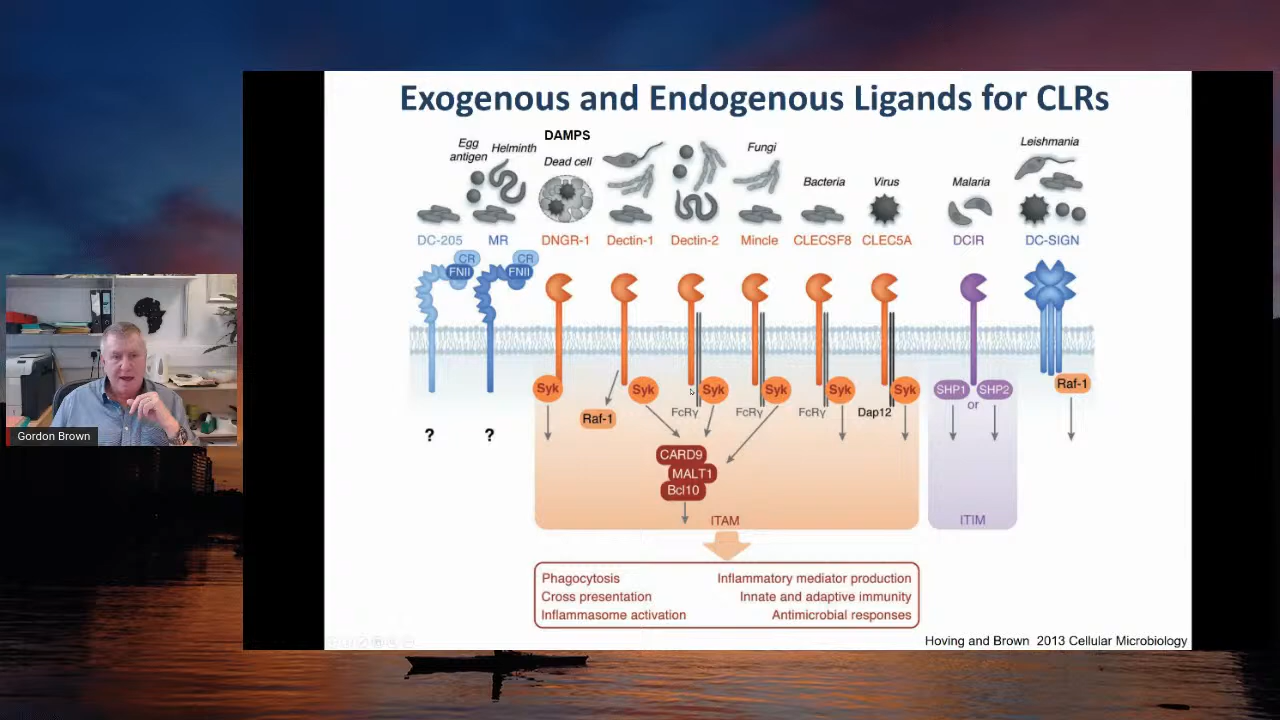 Exogenous and Endogenous Ligands for CLRs
DAMPS
Egg antigen
Helminth
Dead cell
Fungi
Bacteria
Virus
Malaria
Leishmania
DC-205
MR
DNGR-1
Dectin-1
Dectin-2
Mincle
CLECSF8
CLEC5A
DCIR
DC-SIGN
CR
FNII
CR
FNII
Syk
Syk
Syk
Syk
Syk
Syk
SHP1
SHP2
or
Raf-1
Raf-1
FcRγ
FcRγ
FcRγ
Dap12
?
?
CARD9
MALT1
Bcl10
ITAM
ITIM
Phagocytosis
Inflammatory mediator production
Cross presentation
Innate and adaptive immunity
Inflammasome activation
Antimicrobial responses
Hoving and Brown 2013 Cellular Microbiology
Gordon Brown